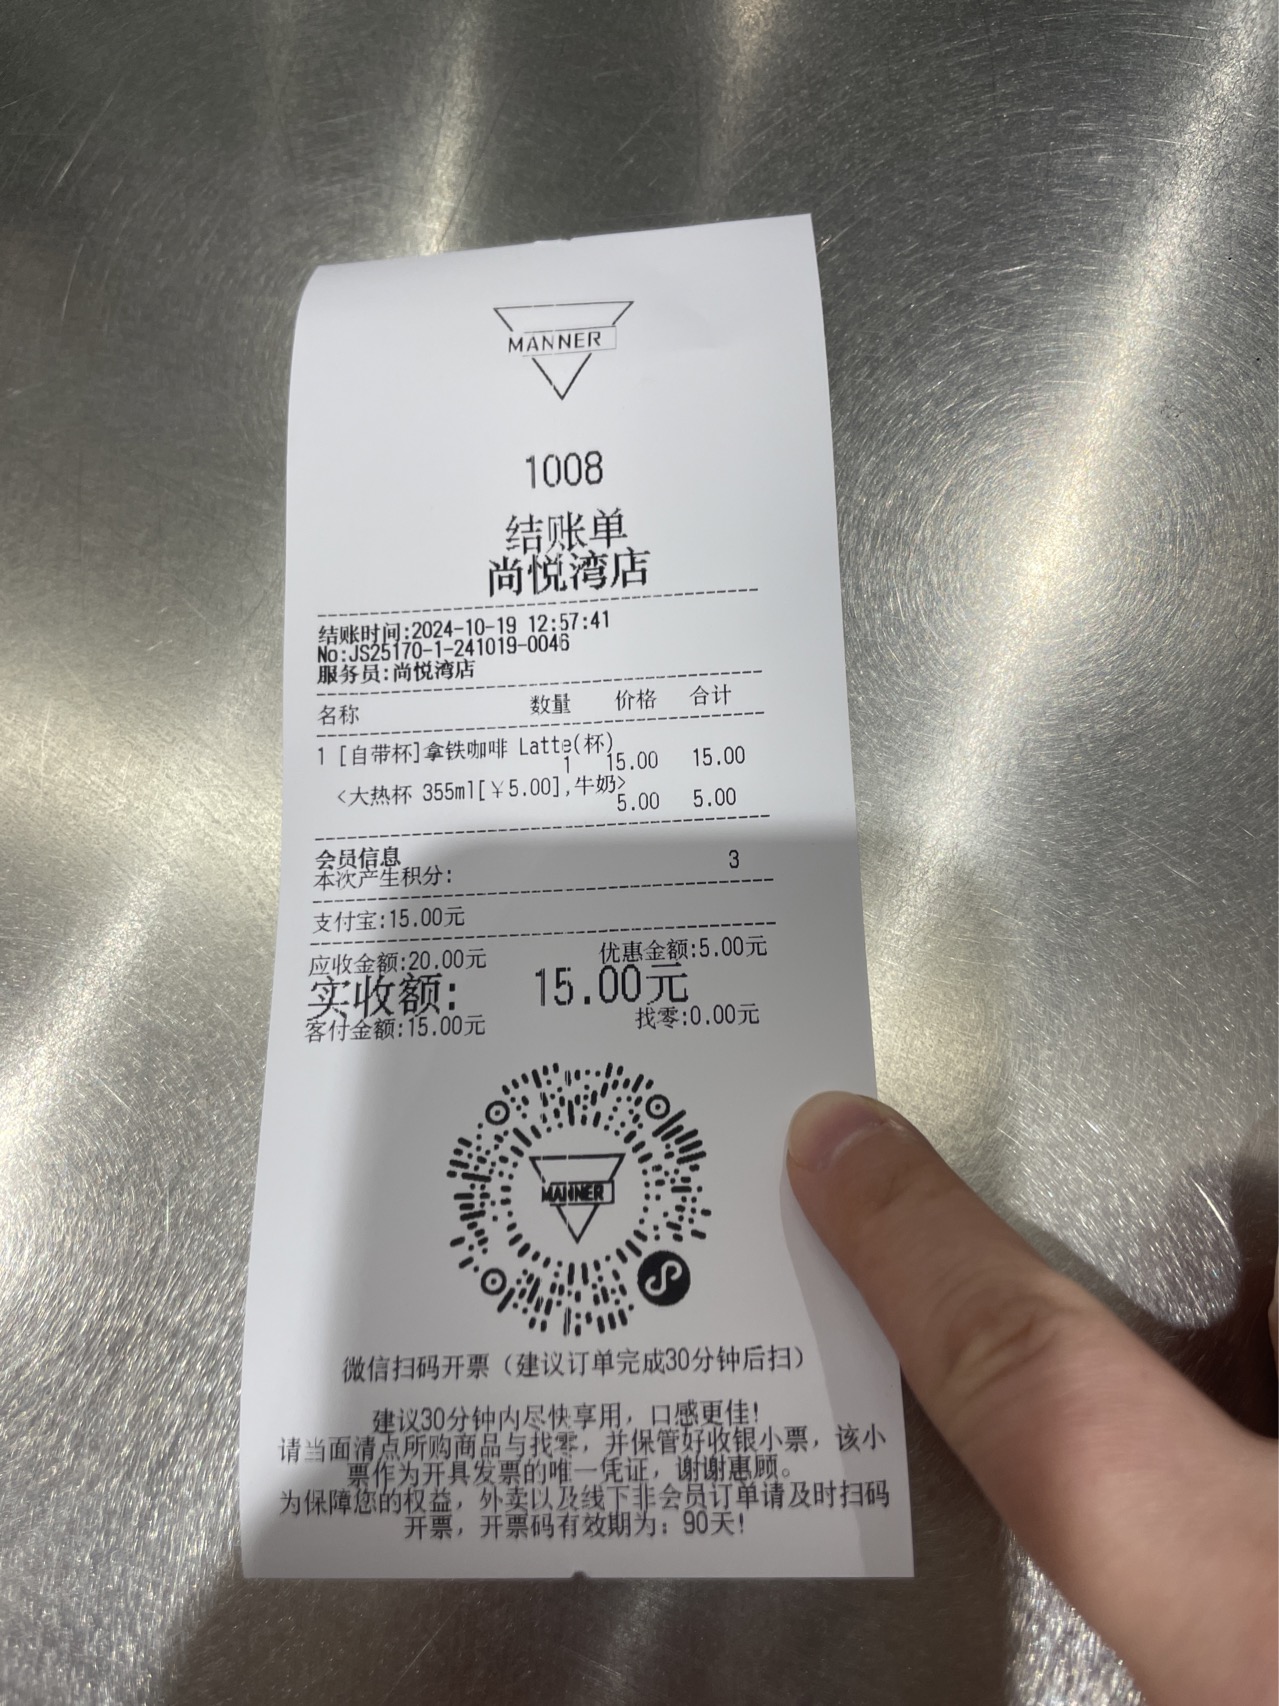 MANNER
1008
结账单
尚悦湾店
结账时间:2024-10-19 12:57:41
No:JS25170-1-241019-0046
服务员:尚悦湾店
名称 数量 价格 合计
1 [自带杯]拿铁咖啡 Latte(杯)
1 15.00 15.00
<大热杯 355ml[￥5.00],牛奶>
5.00 5.00
会员信息
本次产生积分: 3
支付宝:15.00元
应收金额:20.00元 优惠金额:5.00元
实收额: 15.00元
客付金额:15.00元 找零:0.00元
MANNER
微信扫码开票（建议订单完成30分钟后扫）
建议30分钟内尽快享用，口感更佳!
请当面清点所购商品与找零，并保管好收银小票，该小
票作为开具发票的唯一凭证，谢谢惠顾。
为保障您的权益，外卖以及线下非会员订单请及时扫码
开票，开票码有效期为：90天!